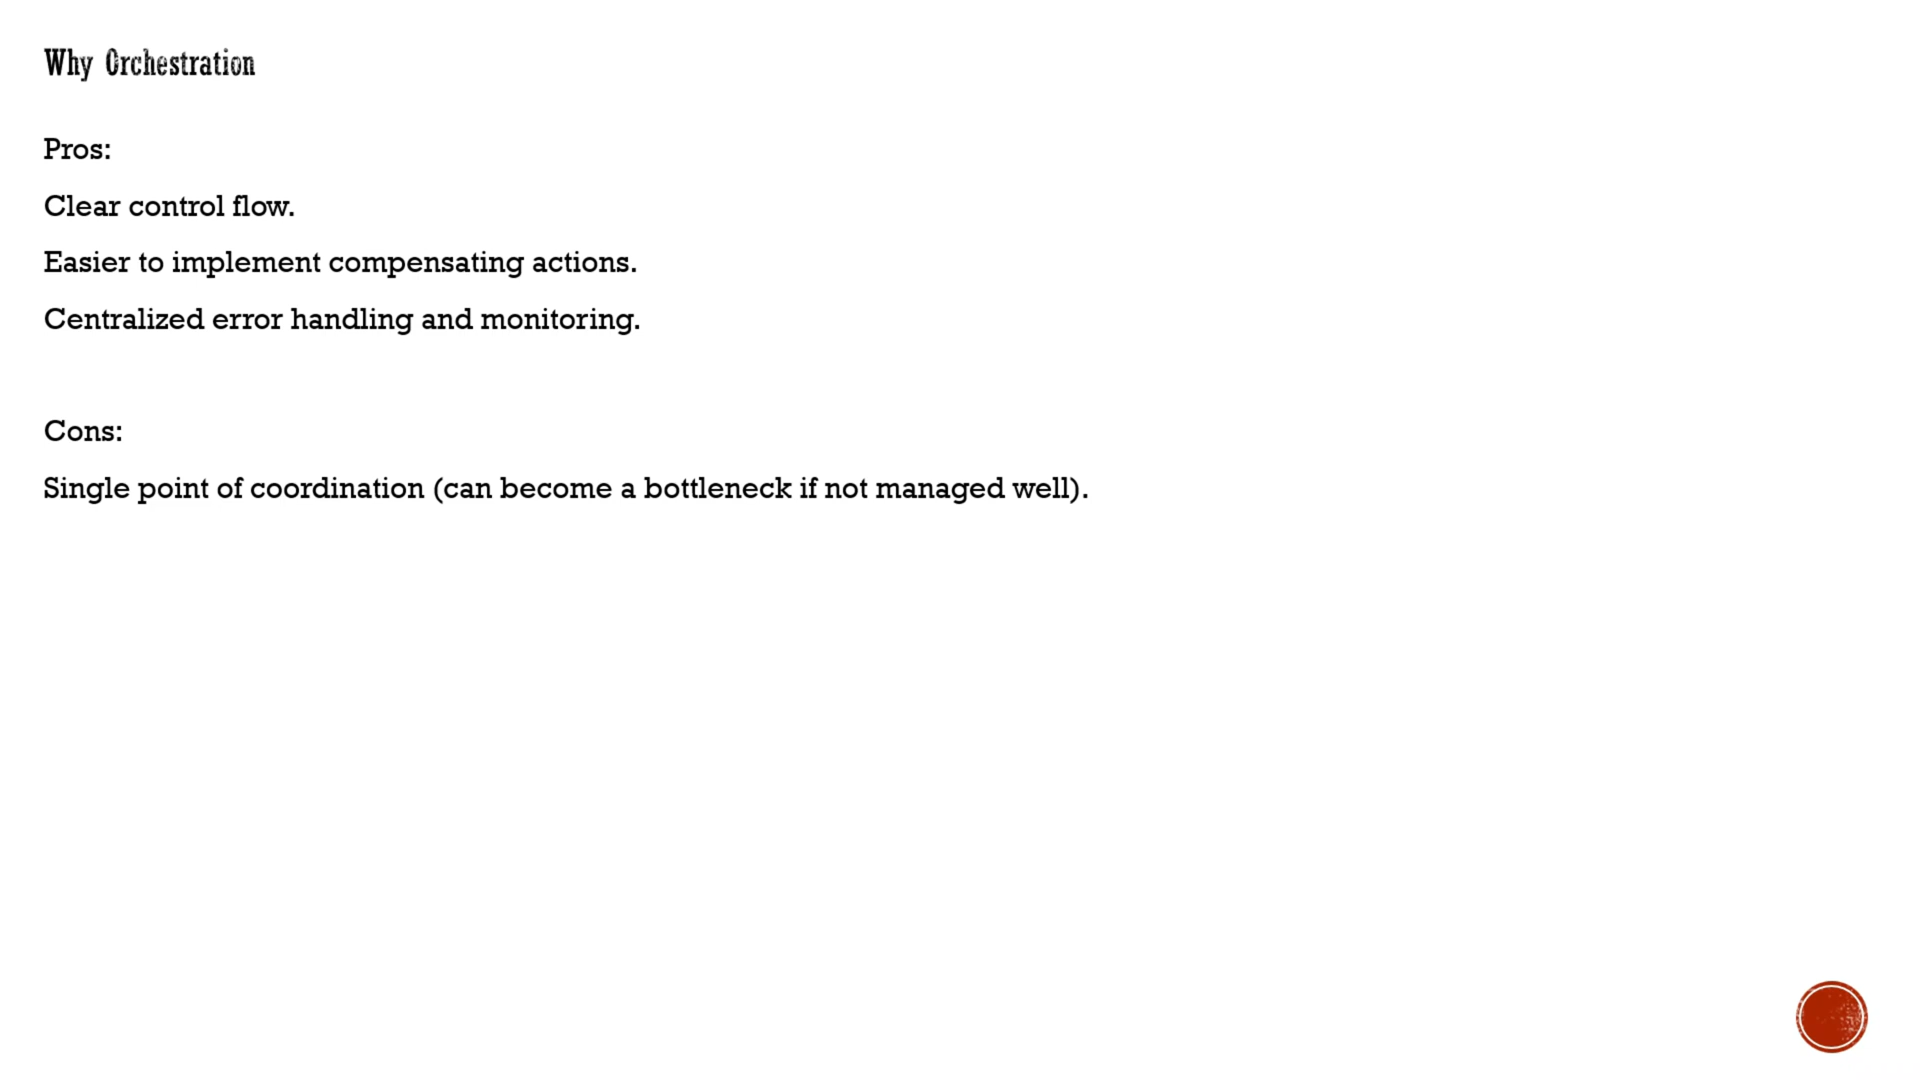 Why Orchestration
Pros:
Clear control flow.
Easier to implement compensating actions.
Centralized error handling and monitoring.
Cons:
Single point of coordination (can become a bottleneck if not managed well).